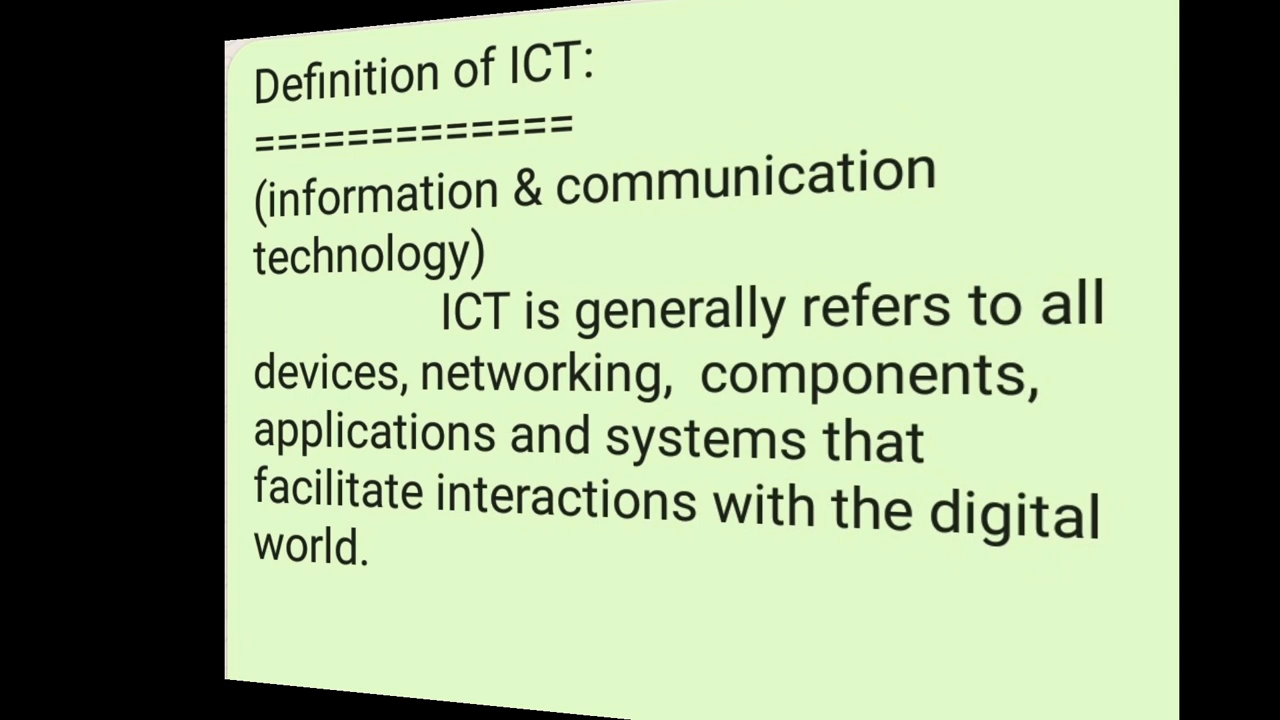 Definition of ICT:
=============
(information & communication
technology)
ICT is generally refers to all
devices, networking,  components,
applications and systems that
facilitate interactions with the digital
world.